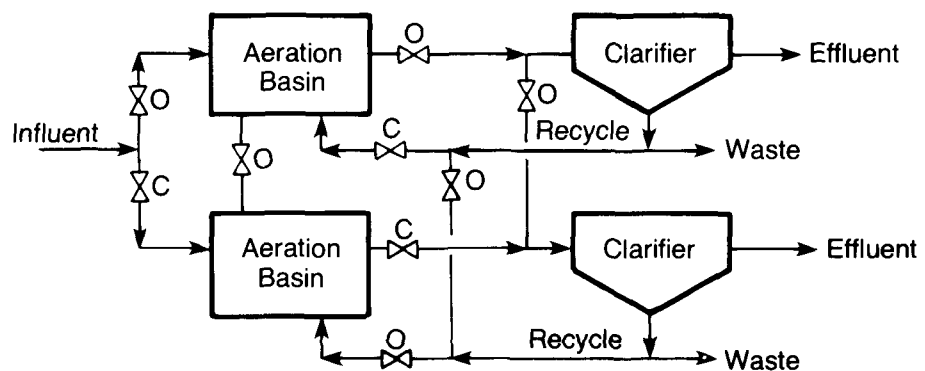 O
Aeration
Basin
Clarifier
Effluent
O
O
Influent
O
C
Recycle
Waste
C
O
Aeration
Basin
C
Clarifier
Effluent
O
Recycle
Waste